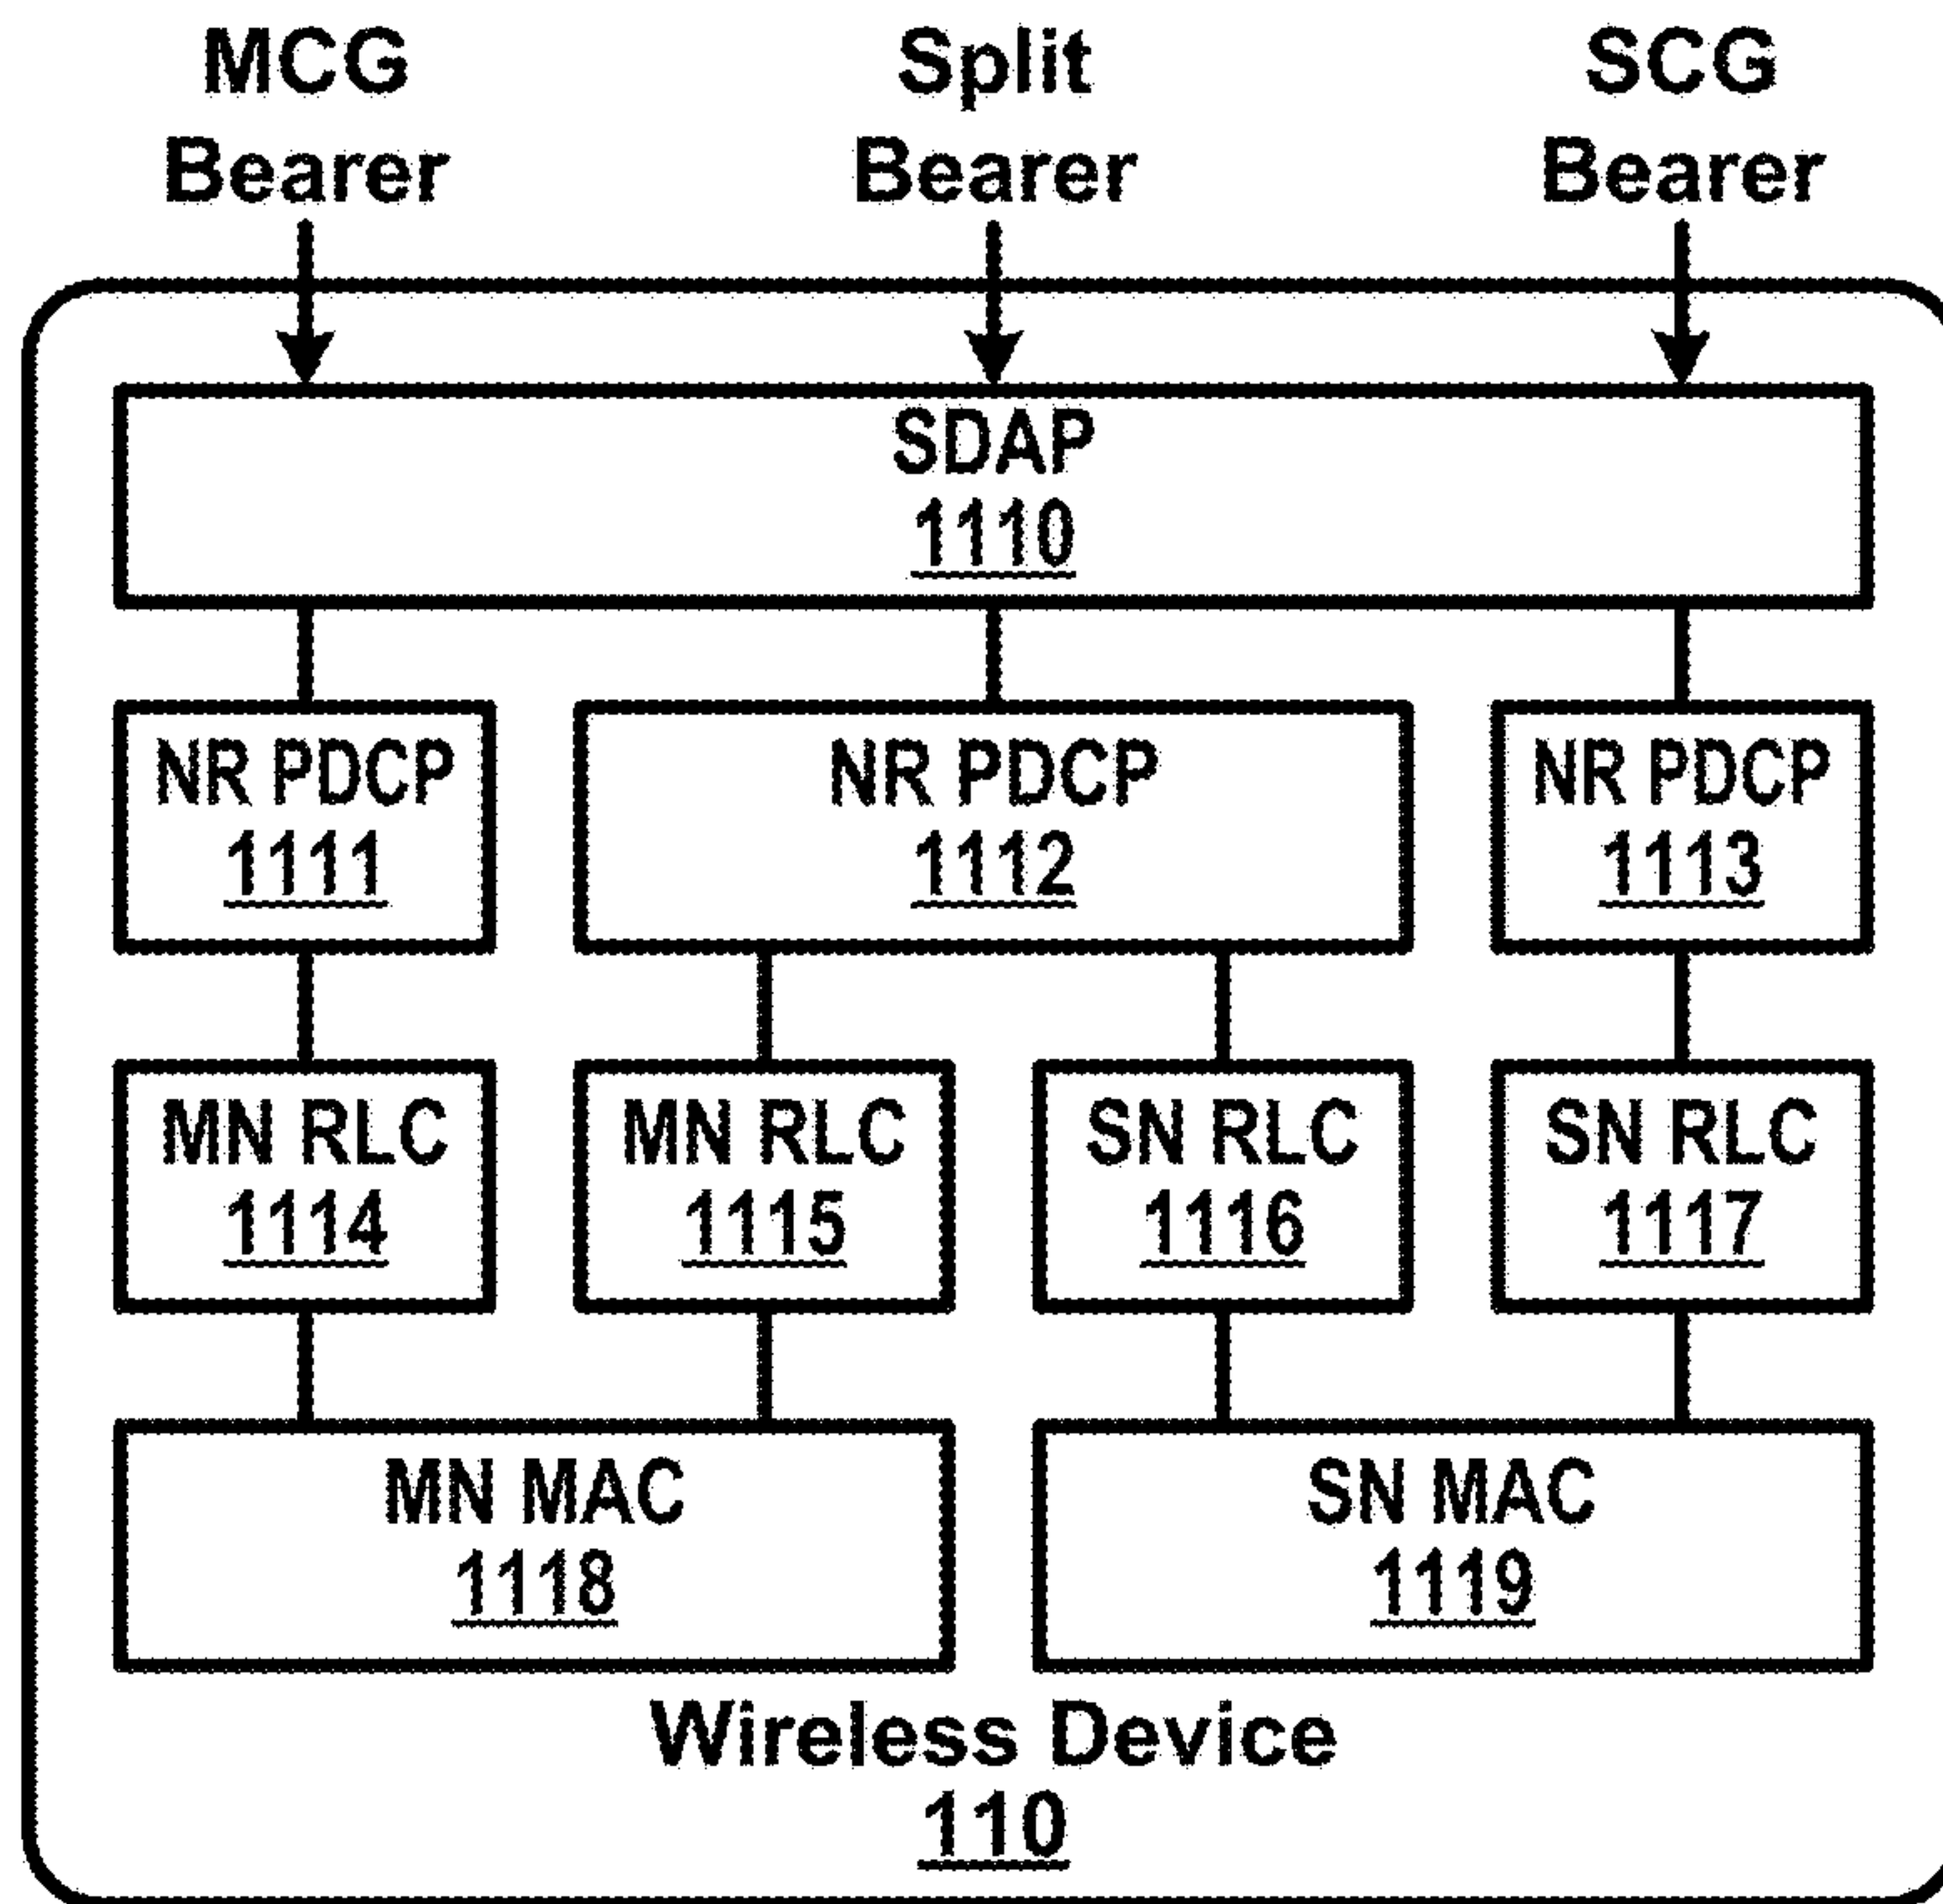 MCG Bearer
Split Bearer
SCG Bearer
SDAP
1110
NR PDCP
1111
NR PDCP
1112
NR PDCP
1113
MN RLC
1114
MN RLC
1115
SN RLC
1116
SN RLC
1117
MN MAC
1118
SN MAC
1119
Wireless Device
110